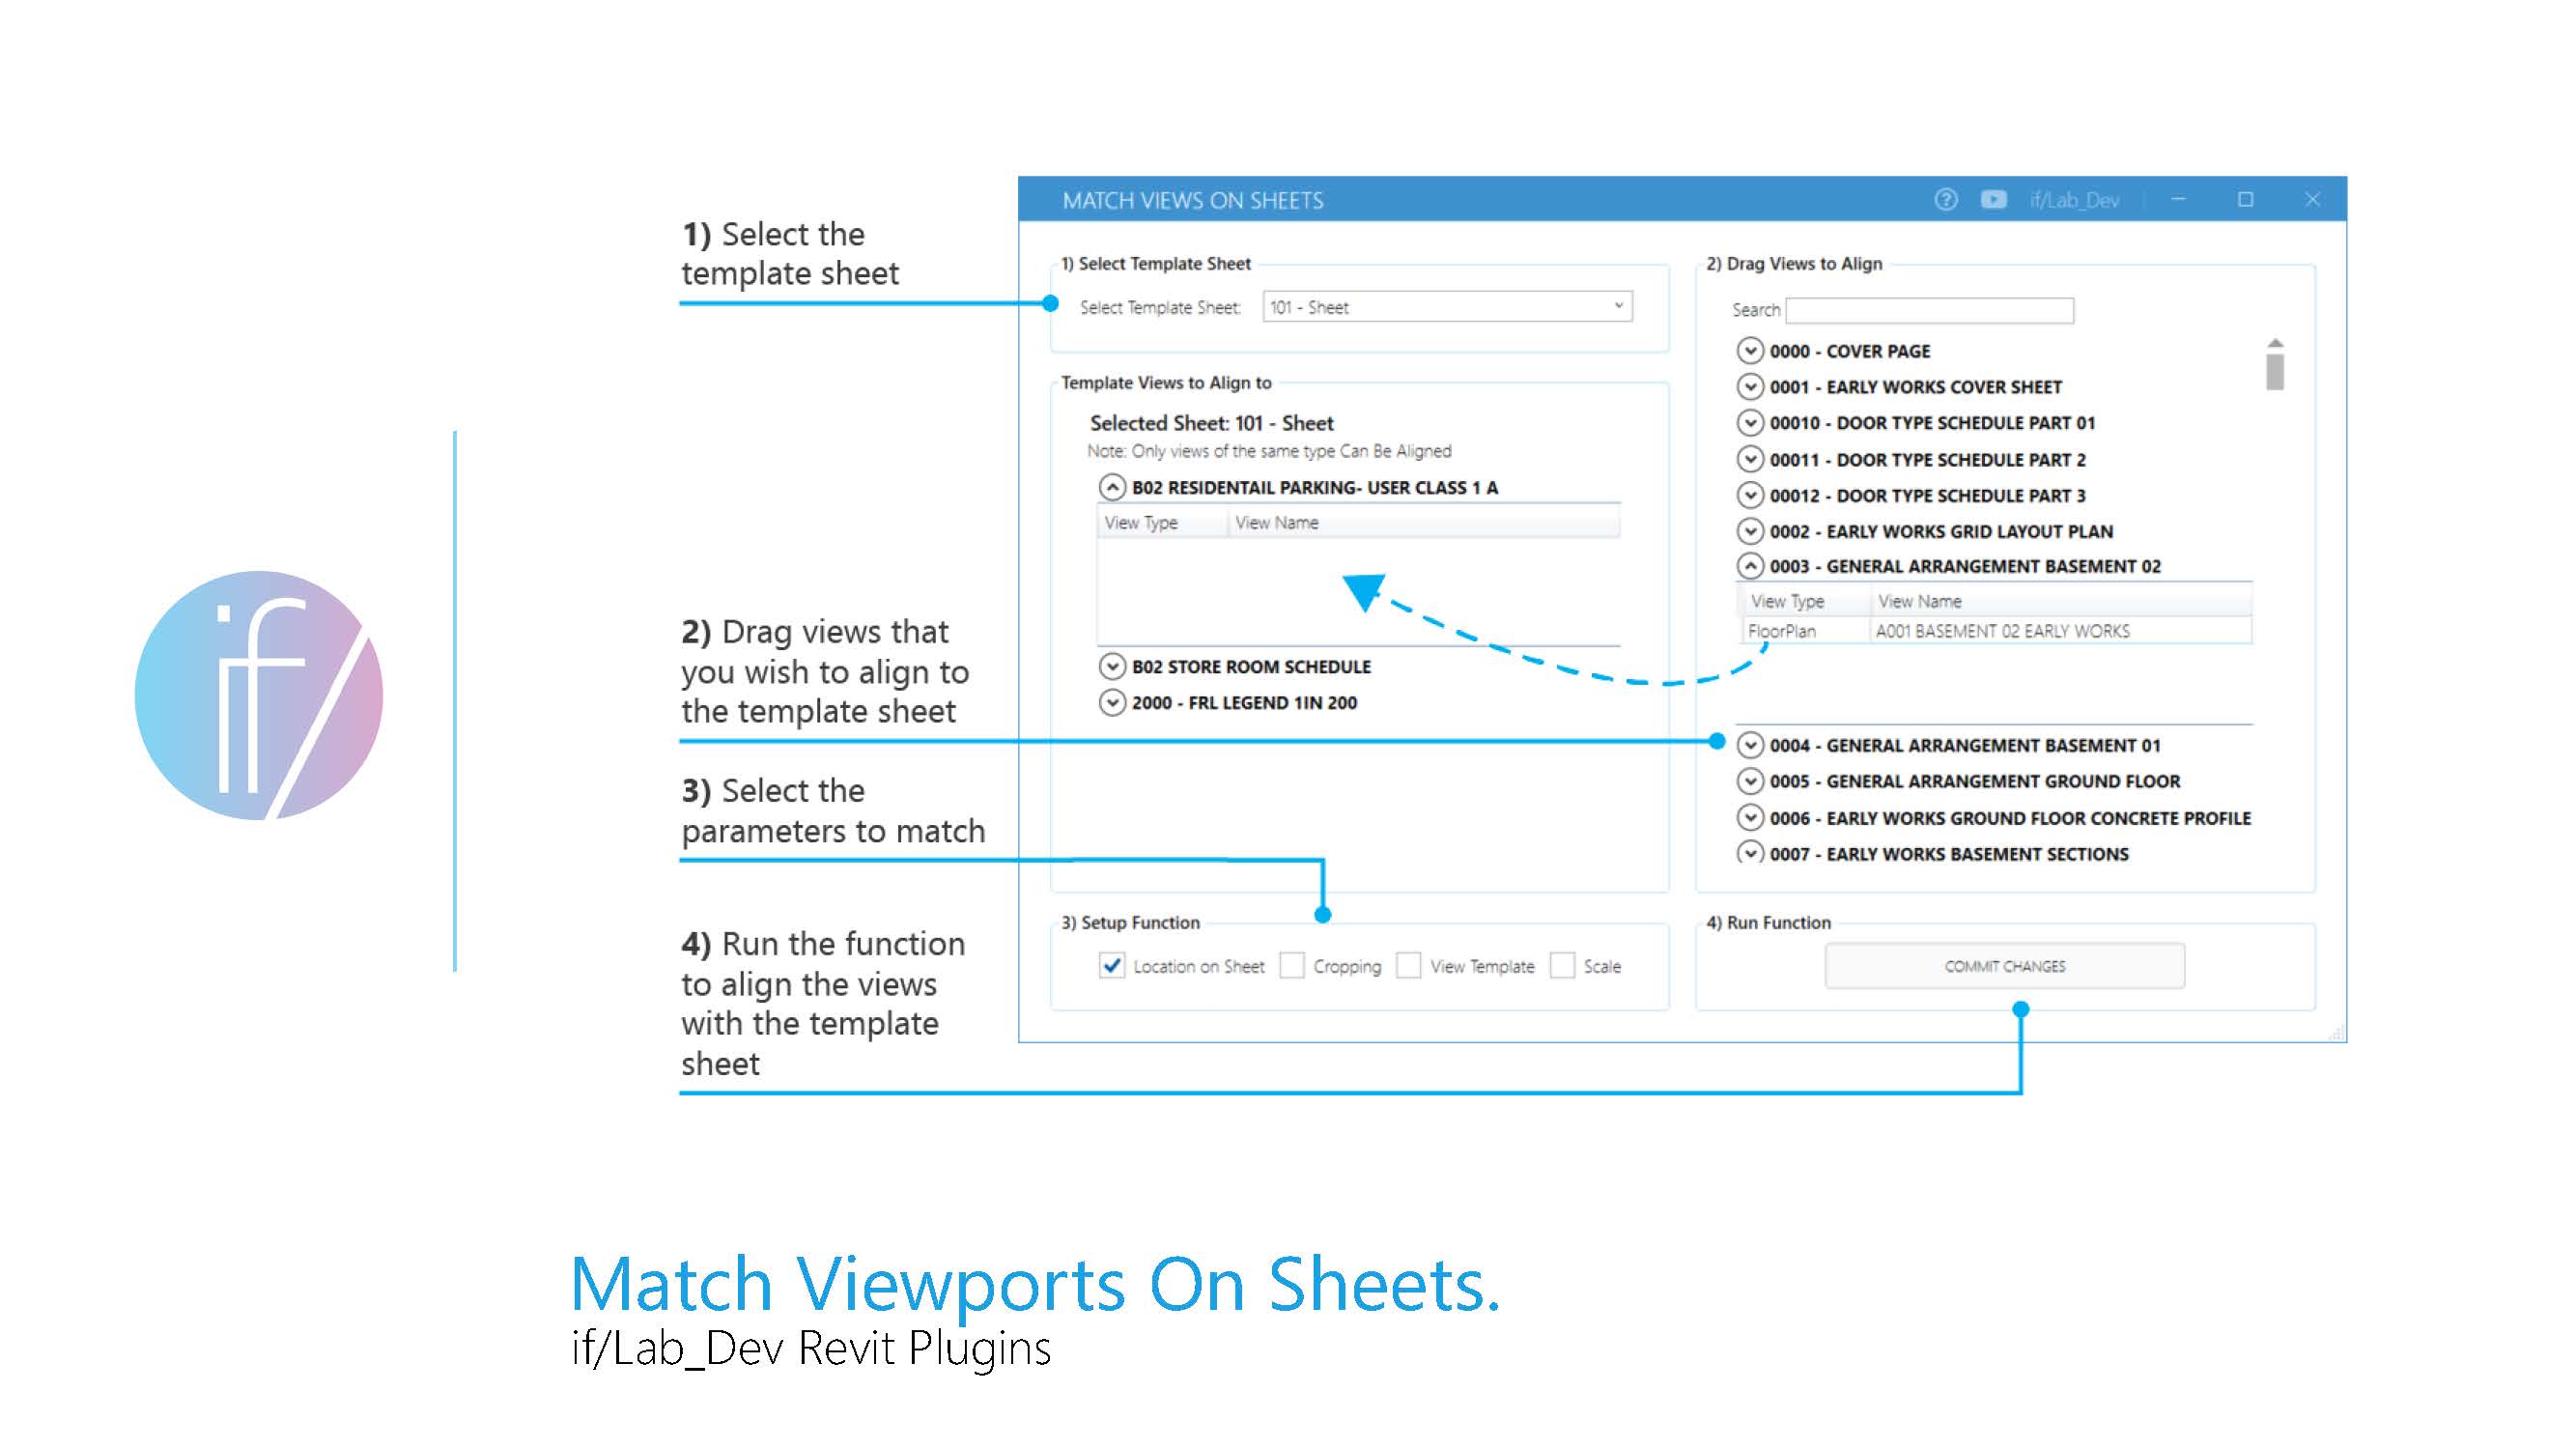 if/
1) Select the
template sheet
2) Drag views that
you wish to align to
the template sheet
3) Select the
parameters to match
4) Run the function
to align the views
with the template
sheet
MATCH VIEWS ON SHEETS
if/Lab_Dev
1) Select Template Sheet
Select Template Sheet:
101 - Sheet
Template Views to Align to
Selected Sheet: 101 - Sheet
Note: Only views of the same type Can Be Aligned
B02 RESIDENTAIL PARKING- USER CLASS 1 A
View Type View Name
B02 STORE ROOM SCHEDULE
2000 - FRL LEGEND 1IN 200
2) Drag Views to Align
Search
0000 - COVER PAGE
0001 - EARLY WORKS COVER SHEET
00010 - DOOR TYPE SCHEDULE PART 01
00011 - DOOR TYPE SCHEDULE PART 2
00012 - DOOR TYPE SCHEDULE PART 3
0002 - EARLY WORKS GRID LAYOUT PLAN
0003 - GENERAL ARRANGEMENT BASEMENT 02
View Type View Name
FloorPlan A001 BASEMENT 02 EARLY WORKS
0004 - GENERAL ARRANGEMENT BASEMENT 01
0005 - GENERAL ARRANGEMENT GROUND FLOOR
0006 - EARLY WORKS GROUND FLOOR CONCRETE PROFILE
0007 - EARLY WORKS BASEMENT SECTIONS
3) Setup Function
Location on Sheet Cropping View Template Scale
4) Run Function
COMMIT CHANGES
Match Viewports On Sheets.
if/Lab_Dev Revit Plugins